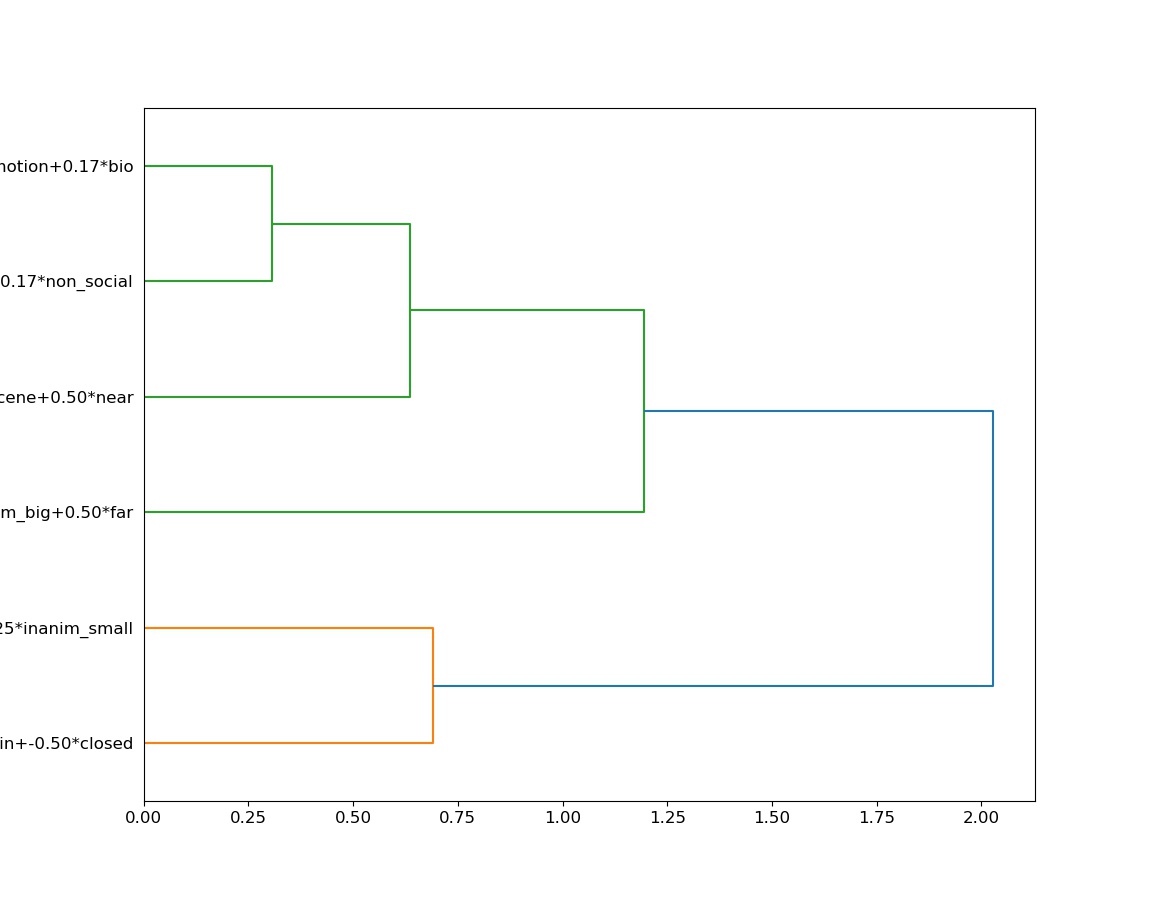 notion+0.17*bio
0.17*non_social
cene+0.50*near
m_big+0.50*far
25*inanim_small
in+-0.50*closed
0.00 0.25 0.50 0.75 1.00 1.25 1.50 1.75 2.00